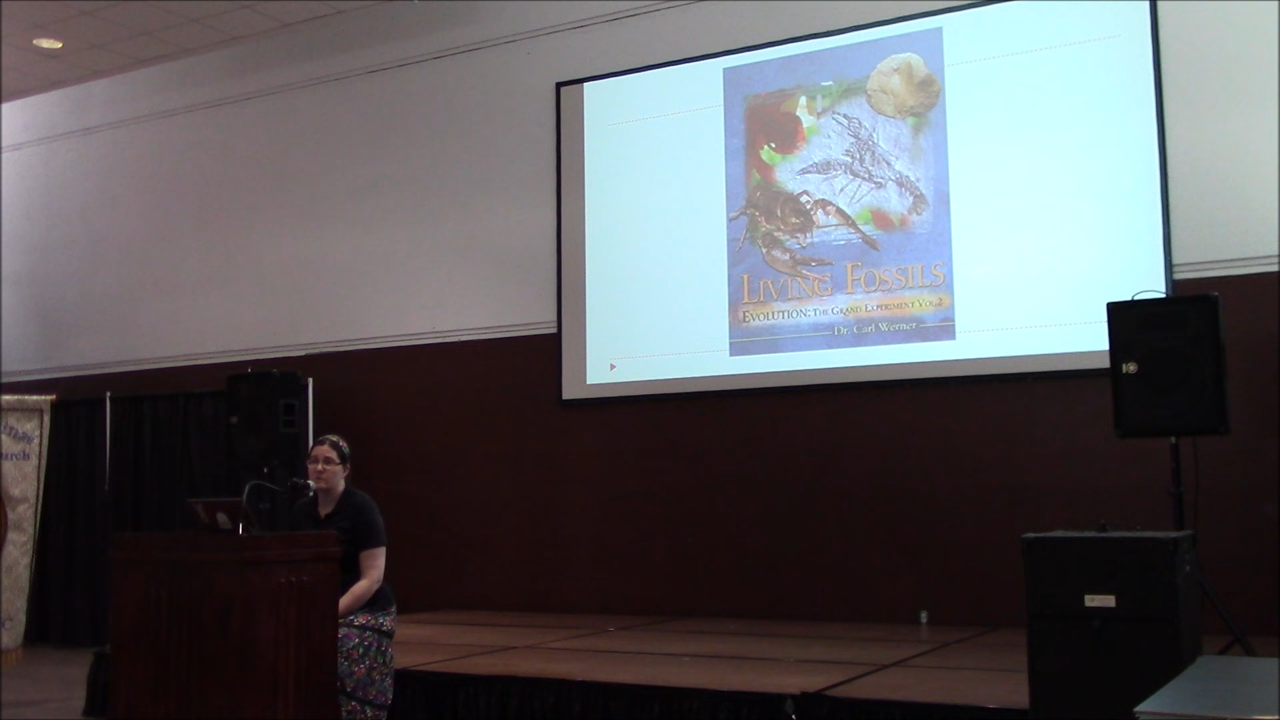 LIVING FOSSILS
EVOLUTION: THE GRAND EXPERIMENT VOL.2
Dr. Carl Werner